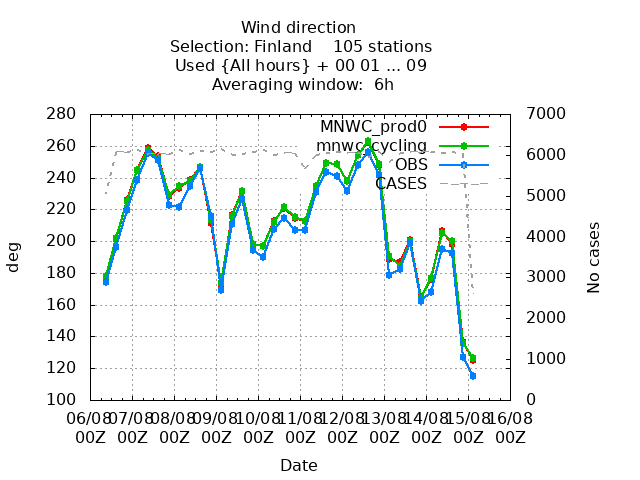 Wind direction
Selection: Finland    105 stations
Used {All hours} + 00 01 ... 09
Averaging window:  6h
280 7000
MNWC_prod0
mnwc_cycling
OBS
CASES
260 6000
240 5000
220
200 4000
180 3000
160
140 2000
120 1000
100 0
deg
No cases
06/08 07/08 08/08 09/08 10/08 11/08 12/08 13/08 14/08 15/08 16/08
00Z 00Z 00Z 00Z 00Z 00Z 00Z 00Z 00Z 00Z 00Z
Date